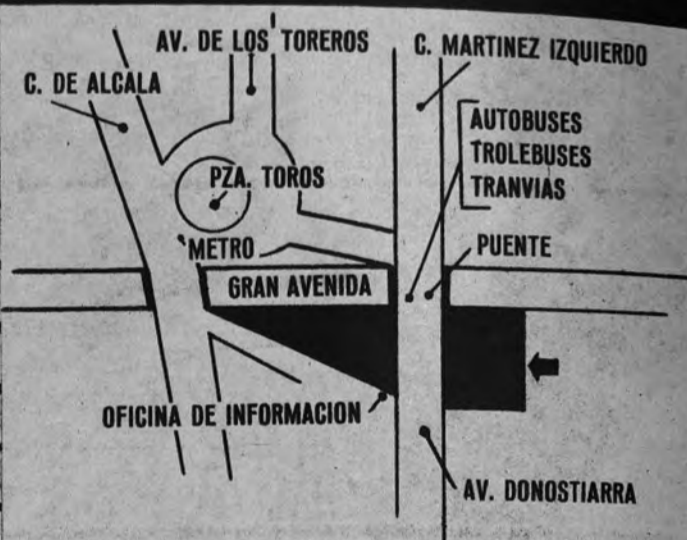 AV. DE LOS TOREROS
C. MARTINEZ IZQUIERDO
C. DE ALCALA
AUTOBUSES
TROLEBUSES
TRANVIAS
PZA. TOROS
METRO
PUENTE
GRAN AVENIDA
OFICINA DE INFORMACION
AV. DONOSTIARRA